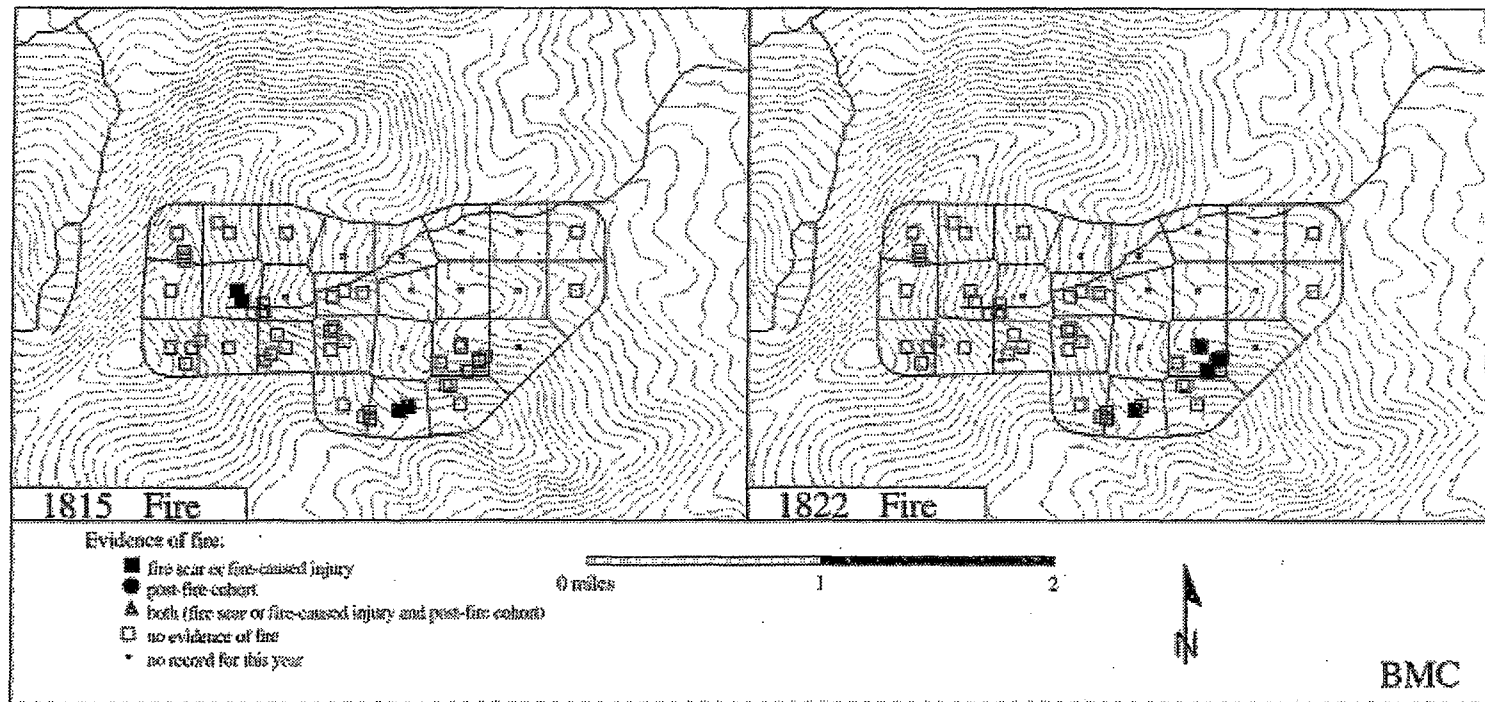 1815 Fire
1822 Fire
Evidence of fire:
fire scar or fire-caused injury
post-fire cohort
both (fire scar or fire-caused injury and post-fire cohort)
no evidence of fire
no record for this year
0 miles 1 2
N
BMC